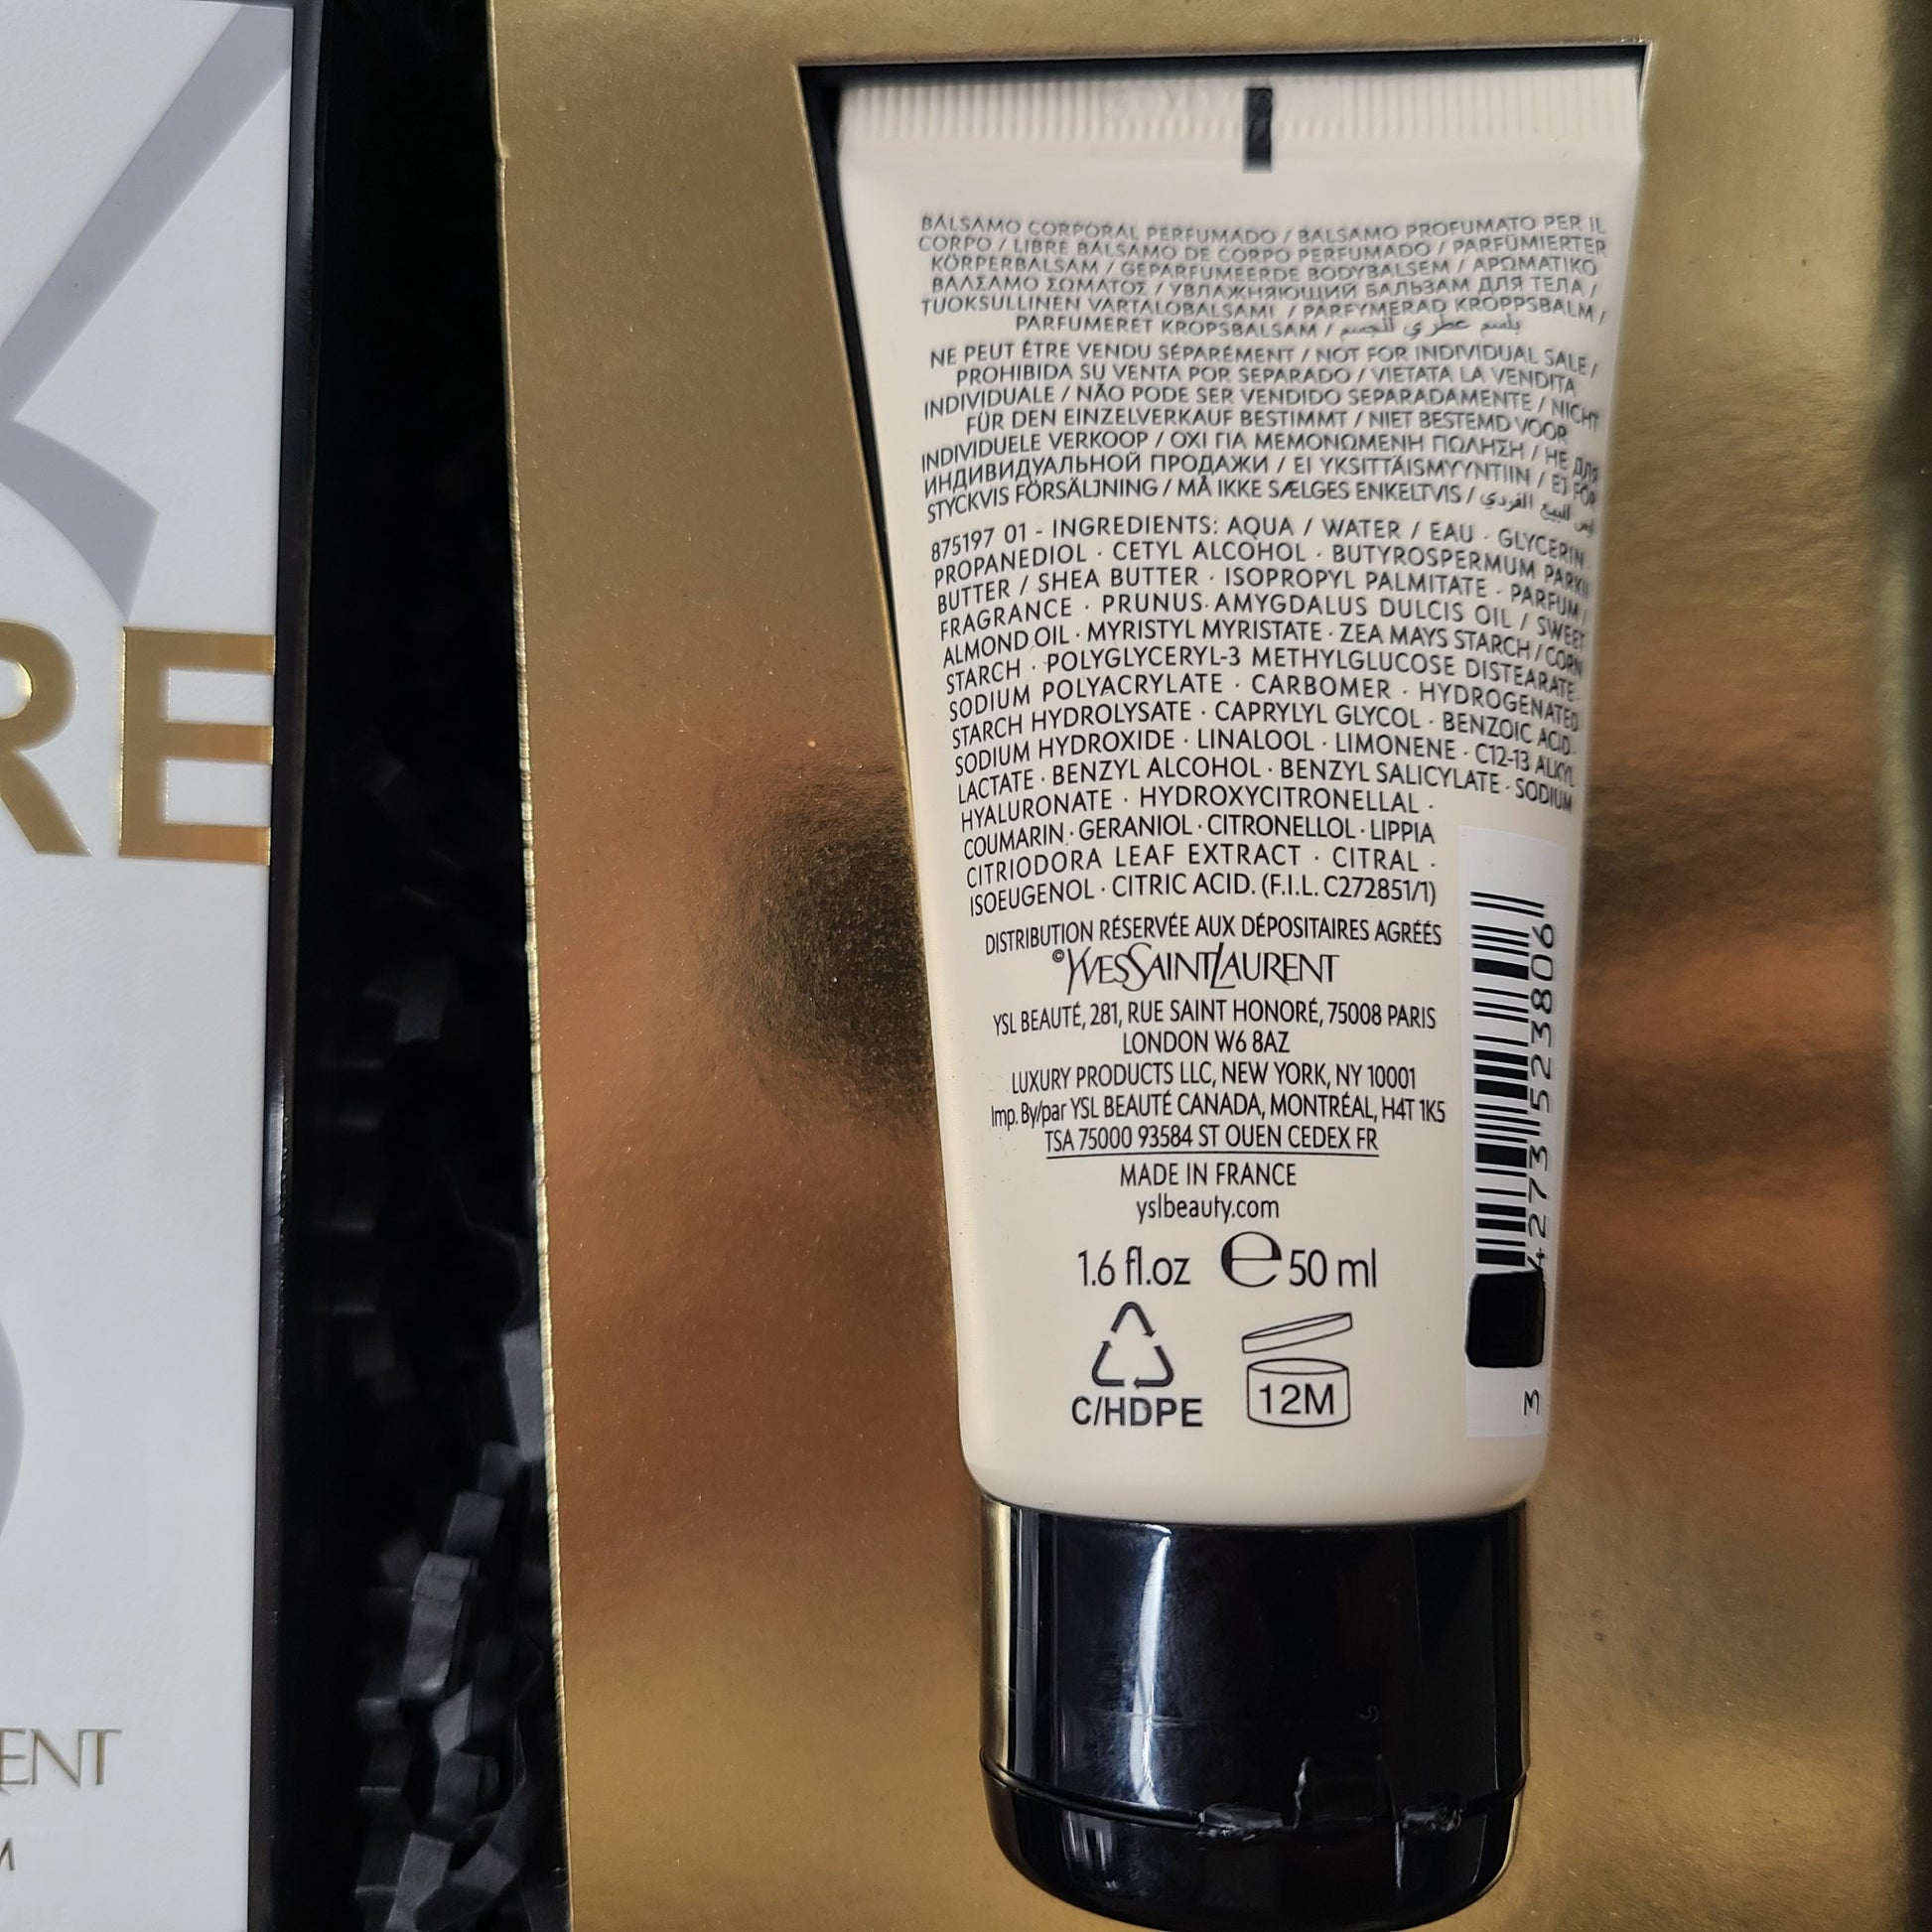 RE
ENT
M
BÁLSAMO CORPORAL PERFUMADO / BALSAMO PROFUMATO PER IL
CORPO / LIBRE BÁLSAMO DE CORPO PERFUMADO / PARFÜMIERTER
KÖRPERBALSAM / GEPARFUMEERDE BODYBALSEM / ΑΡΩΜΑΤΙΚΟ
ΒΑΛΣΑΜΟ ΣΩΜΑΤΟΣ / УВЛАЖНЯЮЩИЙ БАЛЬЗАМ ДЛЯ ТЕЛА /
TUOKSULLINEN VARTALOBALSAMI / PARFYMERAD KROPPSBALM /
PARFUMERET KROPSBALSAM / بلسم عطري للجسم
NE PEUT ÊTRE VENDU SÉPARÉMENT / NOT FOR INDIVIDUAL SALE /
PROHIBIDA SU VENTA POR SEPARADO / VIETATA LA VENDITA
INDIVIDUALE / NÃO PODE SER VENDIDO SEPARADAMENTE / NICHT
FÜR DEN EINZELVERKAUF BESTIMMT / NIET BESTEMD VOOR
INDIVIDUELE VERKOOP / ΟΧΙ ΓΙΑ ΜΕΜΟΝΩΜΕΝΗ ΠΩΛΗΣΗ / НЕ ДЛЯ
ИНДИВИДУАЛЬНОЙ ПРОДАЖИ / EI YKSITTÄISMYYNTIIN / EJ FÖR
STYCKVIS FÖRSÄLJNING / MÅ IKKE SÆLGES ENKELTVIS / ليس للبيع الفردي
875197 01 - INGREDIENTS: AQUA / WATER / EAU · GLYCERIN
PROPANEDIOL · CETYL ALCOHOL · BUTYROSPERMUM PARKII
BUTTER / SHEA BUTTER · ISOPROPYL PALMITATE · PARFUM /
FRAGRANCE · PRUNUS AMYGDALUS DULCIS OIL / SWEET
ALMOND OIL · MYRISTYL MYRISTATE · ZEA MAYS STARCH / CORN
STARCH · POLYGLYCERYL-3 METHYLGLUCOSE DISTEARATE
SODIUM POLYACRYLATE · CARBOMER · HYDROGENATED
STARCH HYDROLYSATE · CAPRYLYL GLYCOL · BENZOIC ACID
SODIUM HYDROXIDE · LINALOOL · LIMONENE · C12-13 ALKYL
LACTATE · BENZYL ALCOHOL · BENZYL SALICYLATE · SODIUM
HYALURONATE · HYDROXYCITRONELLAL ·
COUMARIN · GERANIOL · CITRONELLOL · LIPPIA
CITRIODORA LEAF EXTRACT · CITRAL ·
ISOEUGENOL · CITRIC ACID. (F.I.L. C272851/1)
DISTRIBUTION RÉSERVÉE AUX DÉPOSITAIRES AGRÉÉS
©YVESSAINTLAURENT
YSL BEAUTÉ, 281, RUE SAINT HONORÉ, 75008 PARIS
LONDON W6 8AZ
LUXURY PRODUCTS LLC, NEW YORK, NY 10001
Imp. By/par YSL BEAUTÉ CANADA, MONTRÉAL, H4T 1K5
TSA 75000 93584 ST OUEN CEDEX FR
MADE IN FRANCE
yslbeauty.com
1.6 fl.oz e 50 ml
C/HDPE
12M
3 4273 523806